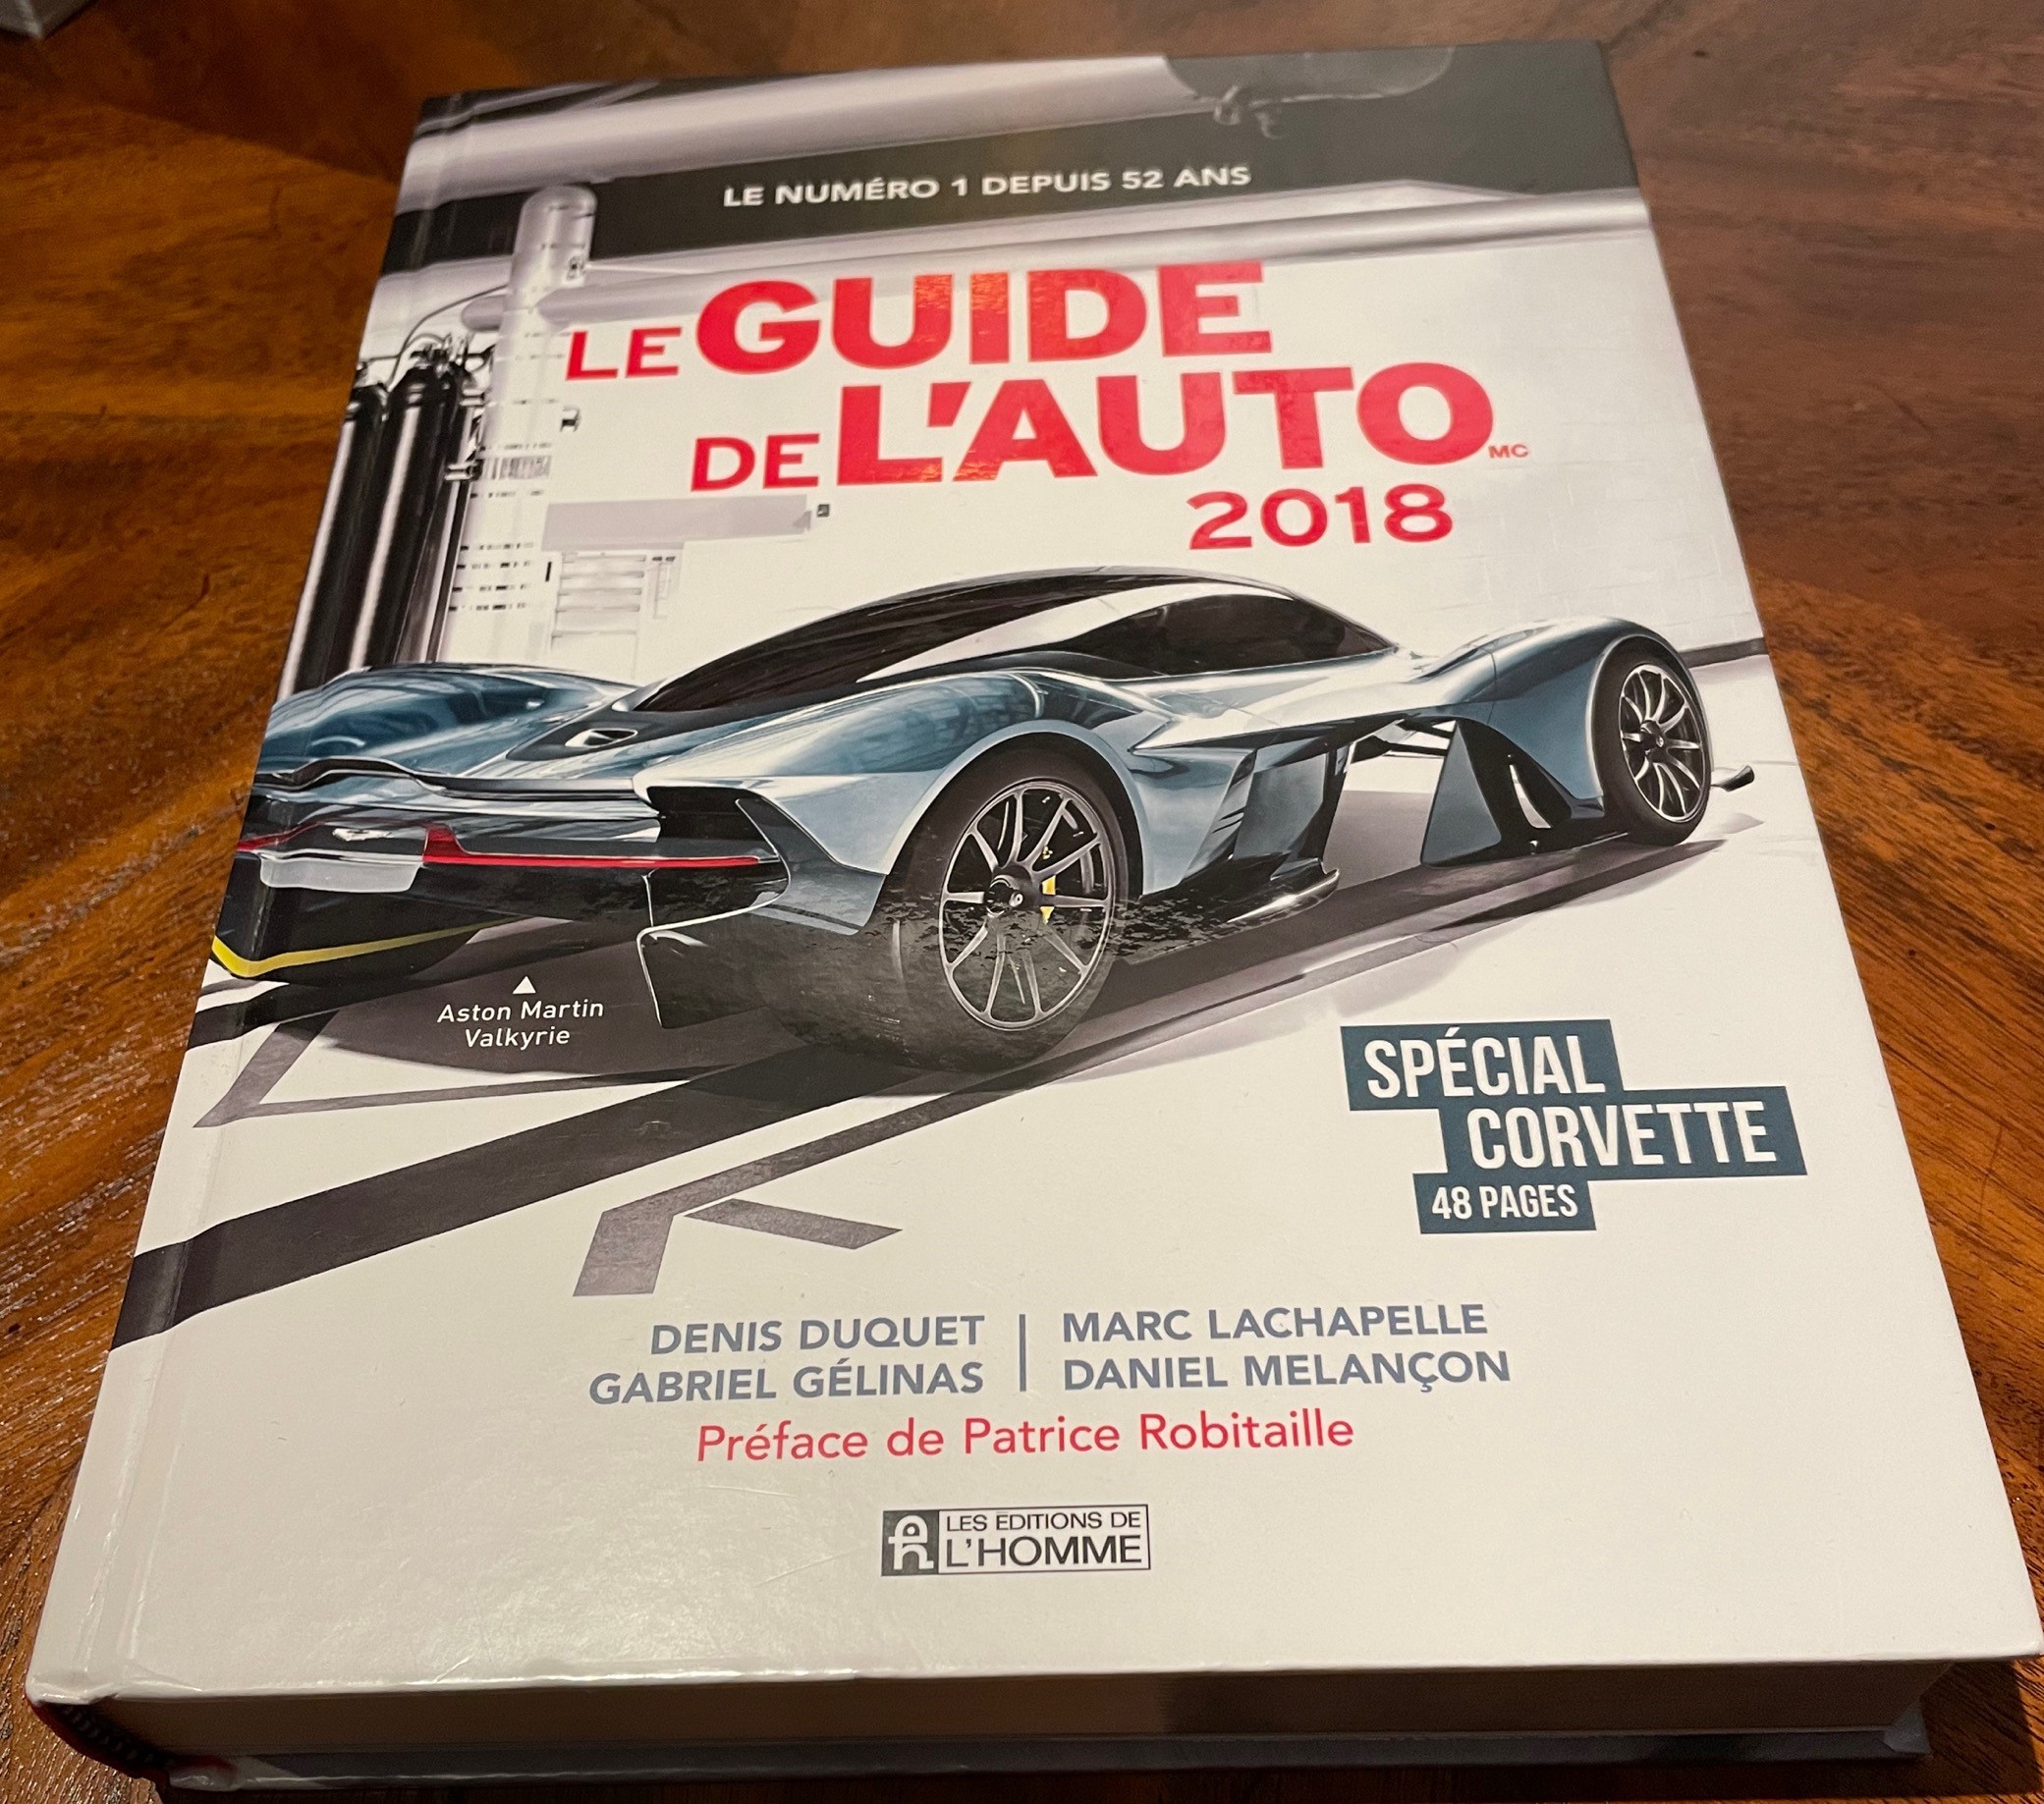 LE NUMÉRO 1 DEPUIS 52 ANS
LE GUIDE
DE L'AUTO MC
2018
Aston Martin
Valkyrie
SPÉCIAL
CORVETTE
48 PAGES
DENIS DUQUET | MARC LACHAPELLE
GABRIEL GÉLINAS | DANIEL MELANÇON
Préface de Patrice Robitaille
LES EDITIONS DE
L'HOMME